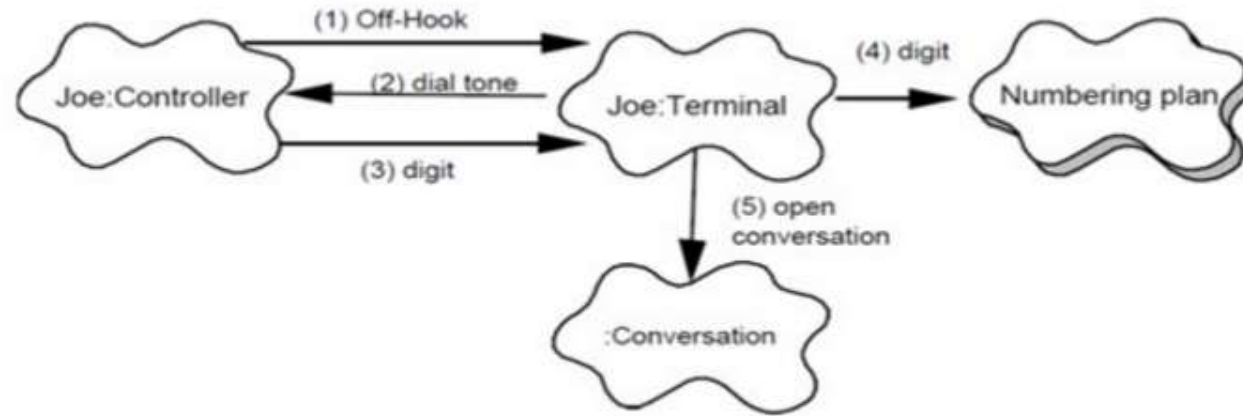 (1) Off-Hook
(4) digit
Joe:Controller
(2) dial tone
Joe:Terminal
Numbering plan
(3) digit
(5) open
conversation
:Conversation